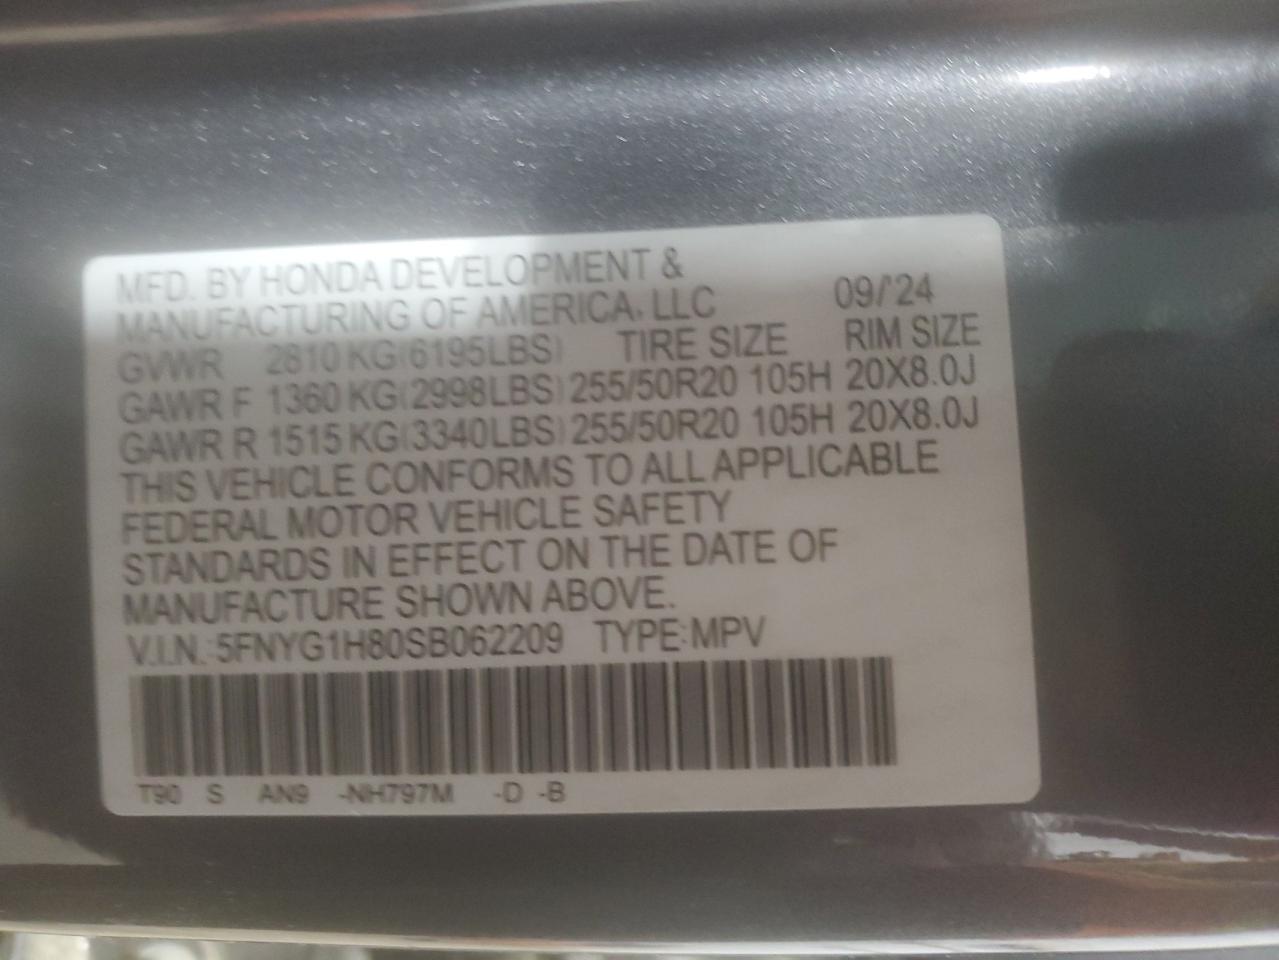 MFD. BY HONDA DEVELOPMENT &
MANUFACTURING OF AMERICA, LLC 09/'24
GVWR 2810 KG(6195LBS) TIRE SIZE RIM SIZE
GAWR F 1360 KG(2998LBS) 255/50R20 105H 20X8.0J
GAWR R 1515 KG(3340LBS) 255/50R20 105H 20X8.0J
THIS VEHICLE CONFORMS TO ALL APPLICABLE
FEDERAL MOTOR VEHICLE SAFETY
STANDARDS IN EFFECT ON THE DATE OF
MANUFACTURE SHOWN ABOVE.
V.I.N.:5FNYG1H80SB062209 TYPE:MPV
T90 S AN9 -NH797M -D -B